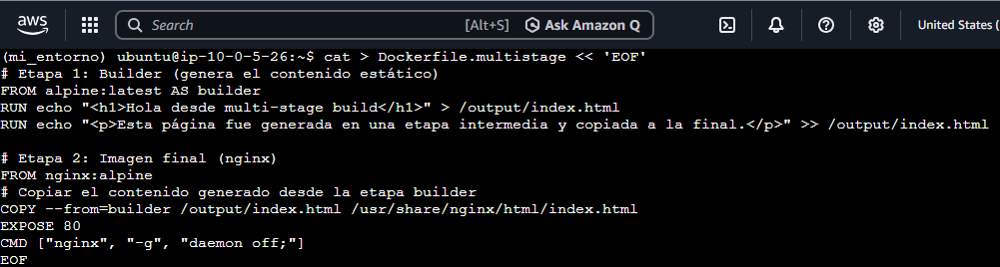 aws Search [Alt+S] Ask Amazon Q United States (
(mi_entorno) ubuntu@ip-10-0-5-26:~$ cat > Dockerfile.multistage << 'EOF'
# Etapa 1: Builder (genera el contenido estático)
FROM alpine:latest AS builder
RUN echo "<h1>Hola desde multi-stage build</h1>" > /output/index.html
RUN echo "<p>Esta página fue generada en una etapa intermedia y copiada a la final.</p>" >> /output/index.html

# Etapa 2: Imagen final (nginx)
FROM nginx:alpine
# Copiar el contenido generado desde la etapa builder
COPY --from=builder /output/index.html /usr/share/nginx/html/index.html
EXPOSE 80
CMD ["nginx", "-g", "daemon off;"]
EOF